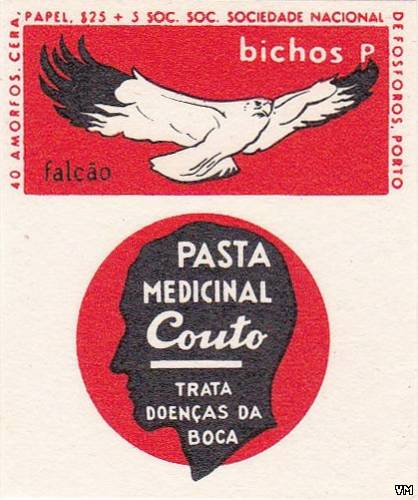 40 AMORFOS. CERA. PAPEL, $25 + S SOC. SOC. SOCIEDADE NACIONAL DE FOSFOROS, PORTO
bichos P
falcão
PASTA
MEDICINAL
Couto
TRATA
DOENÇAS DA
BOCA
VM